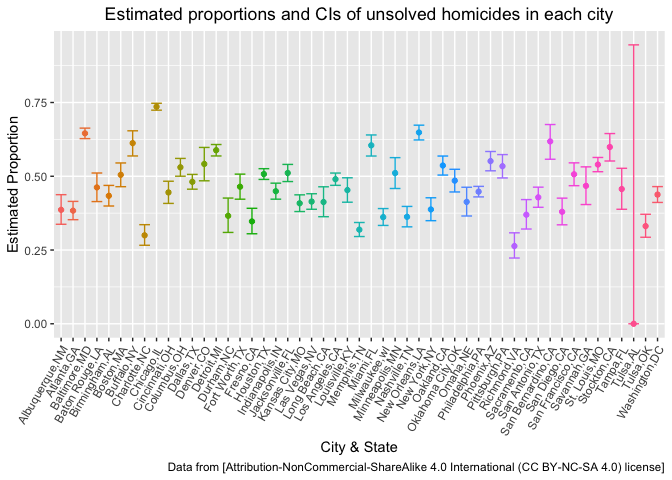 Estimated proportions and CIs of unsolved homicides in each city
Estimated Proportion
0.75
0.50
0.25
0.00
Albuquerque,NM
Atlanta,GA
Baltimore,MD
Baton Rouge,LA
Birmingham,AL
Boston,MA
Buffalo,NY
Charlotte,NC
Chicago,IL
Cincinnati,OH
Columbus,OH
Dallas,TX
Denver,CO
Detroit,MI
Durham,NC
Fort Worth,TX
Fresno,CA
Houston,TX
Indianapolis,IN
Jacksonville,FL
Kansas City,MO
Las Vegas,NV
Long Beach,CA
Los Angeles,CA
Louisville,KY
Memphis,TN
Miami,FL
Milwaukee,wI
Minneapolis,MN
Nashville,TN
New Orleans,LA
New York,NY
Oakland,CA
Oklahoma City,OK
Omaha,NE
Philadelphia,PA
Phoenix,AZ
Pittsburgh,PA
Richmond,VA
Sacramento,CA
San Antonio,TX
San Bernardino,CA
San Diego,CA
San Francisco,CA
Savannah,GA
St. Louis,MO
Stockton,CA
Tampa,FL
Tulsa,AL
Tulsa,OK
Washington,DC
City & State
Data from [Attribution-NonCommercial-ShareAlike 4.0 International (CC BY-NC-SA 4.0) license]